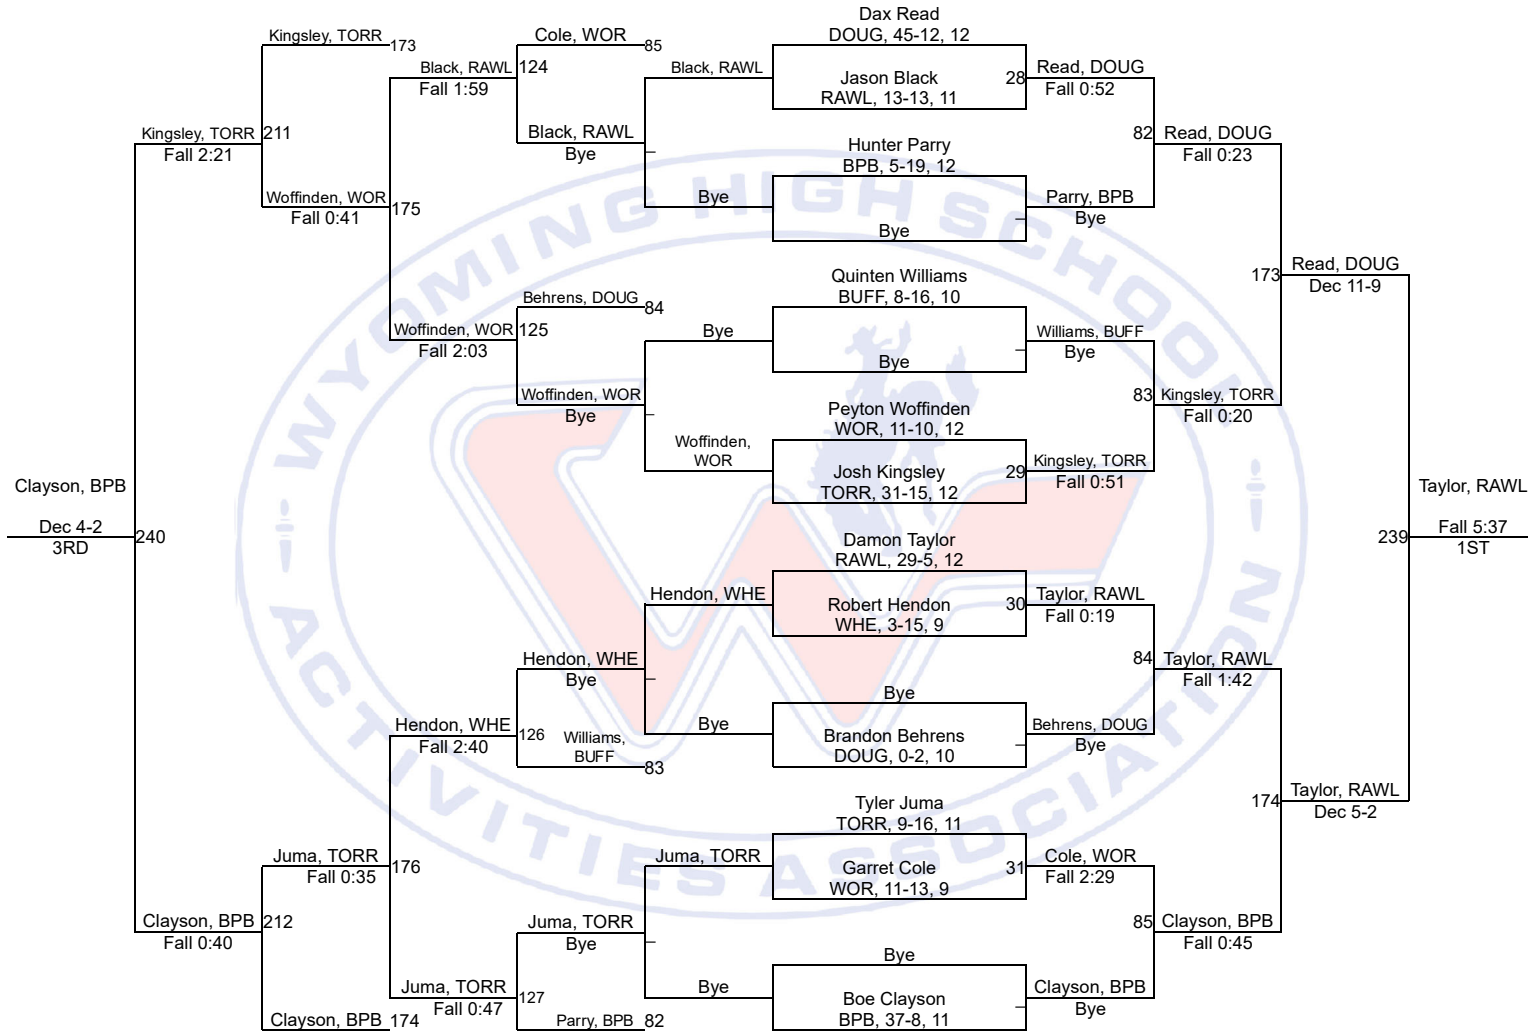 Dax Read
DOUG, 45-12, 12
Jason Black
RAWL, 13-13, 11
28
Hunter Parry
BPB, 5-19, 12
Bye
Quinten Williams
BUFF, 8-16, 10
Bye
Peyton Woffinden
WOR, 11-10, 12
Josh Kingsley
TORR, 31-15, 12
29
Damon Taylor
RAWL, 29-5, 12
Robert Hendon
WHE, 3-15, 9
30
Bye
Brandon Behrens
DOUG, 0-2, 10
Tyler Juma
TORR, 9-16, 11
Garret Cole
WOR, 11-13, 9
31
Bye
Boe Clayson
BPB, 37-8, 11
Read, DOUG
Fall 0:52
82
Parry, BPB
Bye
Williams, BUFF
Bye
83
Kingsley, TORR
Fall 0:51
Taylor, RAWL
Fall 0:19
84
Behrens, DOUG
Bye
Cole, WOR
Fall 2:29
85
Clayson, BPB
Bye
Read, DOUG
Fall 0:23
173
Kingsley, TORR
Fall 0:20
Taylor, RAWL
Fall 1:42
174
Clayson, BPB
Fall 0:45
Read, DOUG
Dec 11-9
239
Taylor, RAWL
Dec 5-2
Taylor, RAWL
Fall 5:37
1ST
Black, RAWL
Bye
Bye
Woffinden,
WOR
Hendon, WHE
Bye
Juma, TORR
Bye
Cole, WOR
85
124
Black, RAWL
Bye
Behrens, DOUG
84
125
Woffinden, WOR
Bye
Hendon, WHE
Bye
126
Williams,
BUFF
83
Juma, TORR
Bye
127
Parry, BPB
82
Black, RAWL
Fall 1:59
175
Woffinden, WOR
Fall 2:03
Hendon, WHE
Fall 2:40
176
Juma, TORR
Fall 0:47
Kingsley, TORR
173
211
Woffinden, WOR
Fall 0:41
Juma, TORR
Fall 0:35
212
Clayson, BPB
174
Kingsley, TORR
Fall 2:21
240
Clayson, BPB
Fall 0:40
Clayson, BPB
Dec 4-2
3RD
WYOMING HIGH SCHOOL
ACTIVITIES ASSOCIATION